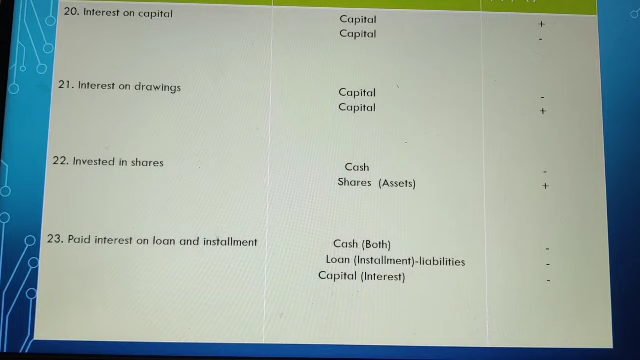 20. Interest on capital
Capital
+
Capital
-
21. Interest on drawings
Capital
-
Capital
+
22. Invested in shares
Cash
-
Shares (Assets)
+
23. Paid interest on loan and installment
Cash (Both)
-
Loan (Installment)-liabilities
-
Capital (Interest)
-